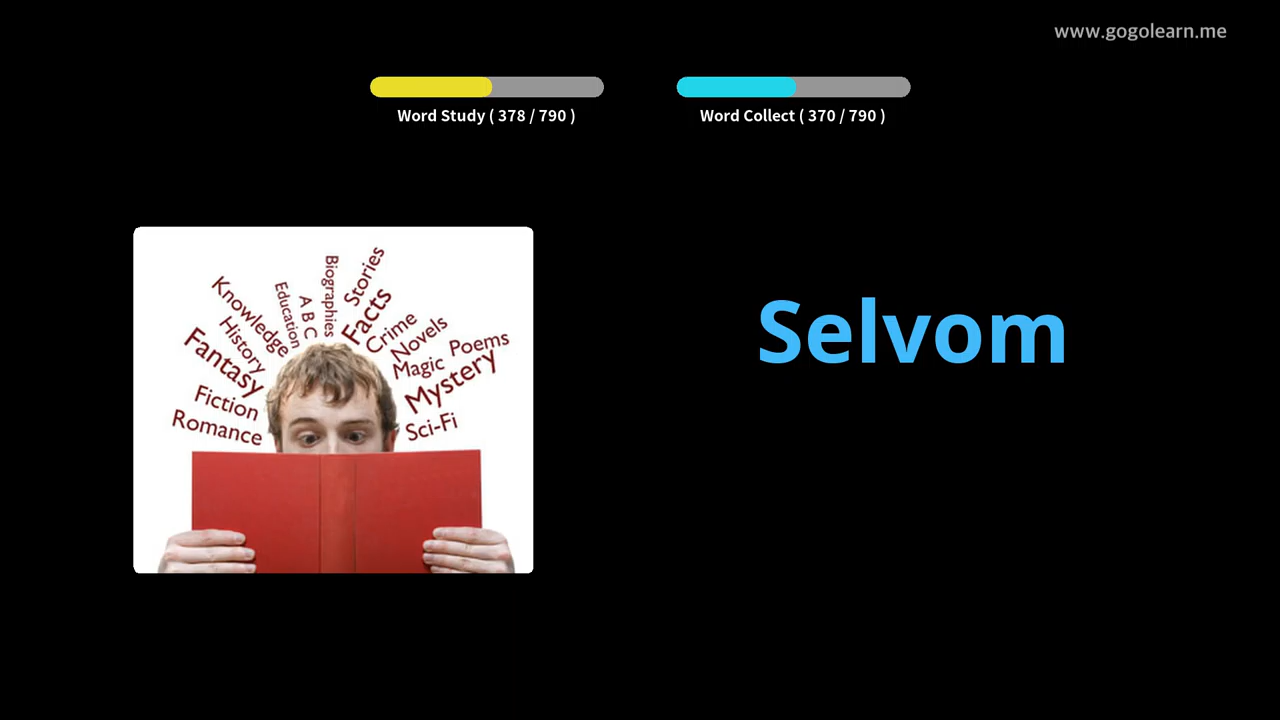 www.gogolearn.me
Word Study ( 378 / 790 )
Word Collect ( 370 / 790 )
Selvom
Stories
Biographies
Facts
A B C
Education
Knowledge
Crime
Novels
History
Poems
Magic
Fantasy
Mystery
Fiction
Sci-Fi
Romance